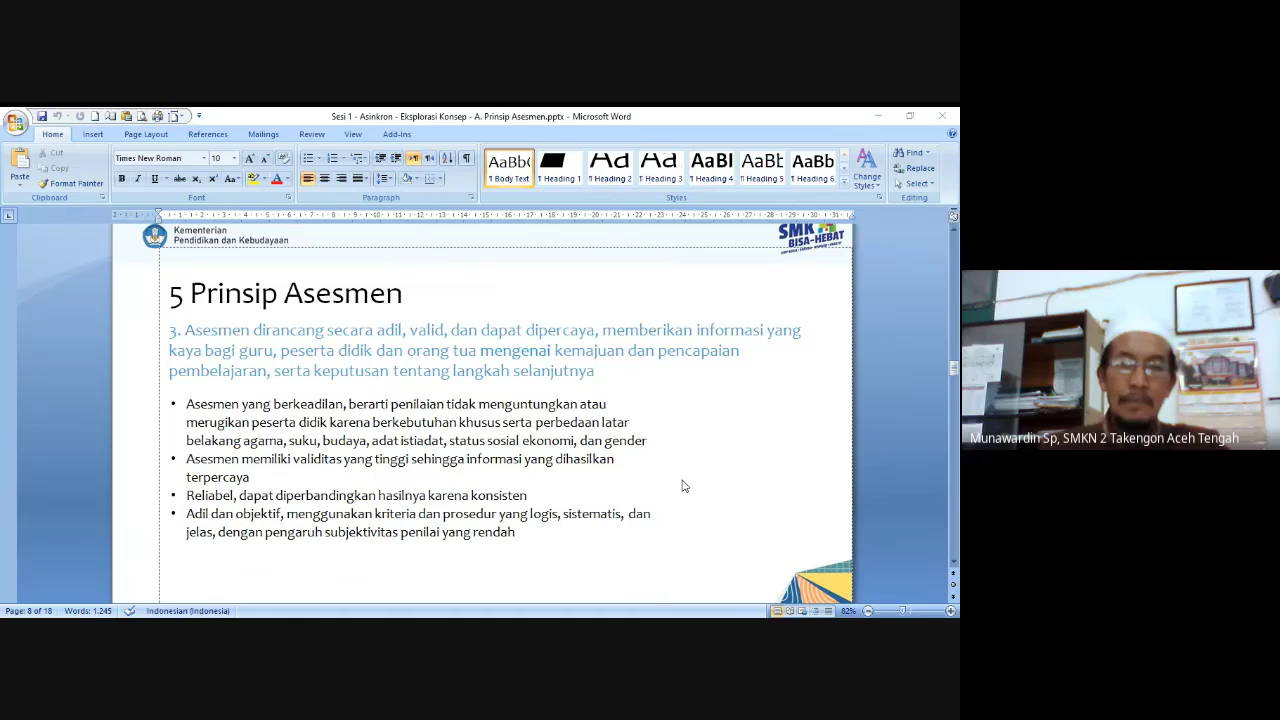 Sesi 1 - Asinkron - Eksplorasi Konsep - A. Prinsip Asesmen.pptx - Microsoft Word
Home Insert Page Layout References Mailings Review View Add-Ins
Paste
Cut
Copy
Format Painter
Clipboard
Times New Roman 10
Font
Paragraph
¶ Body Text ¶ Heading 1 ¶ Heading 2 ¶ Heading 3 ¶ Heading 4 ¶ Heading 5 ¶ Heading 6
Change Styles
Styles
Find
Replace
Select
Editing
Kementerian
Pendidikan dan Kebudayaan
SMK
BISA-HEBAT
5 Prinsip Asesmen
3. Asesmen dirancang secara adil, valid, dan dapat dipercaya, memberikan informasi yang
kaya bagi guru, peserta didik dan orang tua mengenai kemajuan dan pencapaian
pembelajaran, serta keputusan tentang langkah selanjutnya
• Asesmen yang berkeadilan, berarti penilaian tidak menguntungkan atau
merugikan peserta didik karena berkebutuhan khusus serta perbedaan latar
belakang agama, suku, budaya, adat istiadat, status sosial ekonomi, dan gender
• Asesmen memiliki validitas yang tinggi sehingga informasi yang dihasilkan
terpercaya
• Reliabel, dapat diperbandingkan hasilnya karena konsisten
• Adil dan objektif, menggunakan kriteria dan prosedur yang logis, sistematis, dan
jelas, dengan pengaruh subjektivitas penilai yang rendah
Page: 8 of 18 Words: 1.245 Indonesian (Indonesia) 82%
Munawardin Sp, SMKN 2 Takengon Aceh Tengah